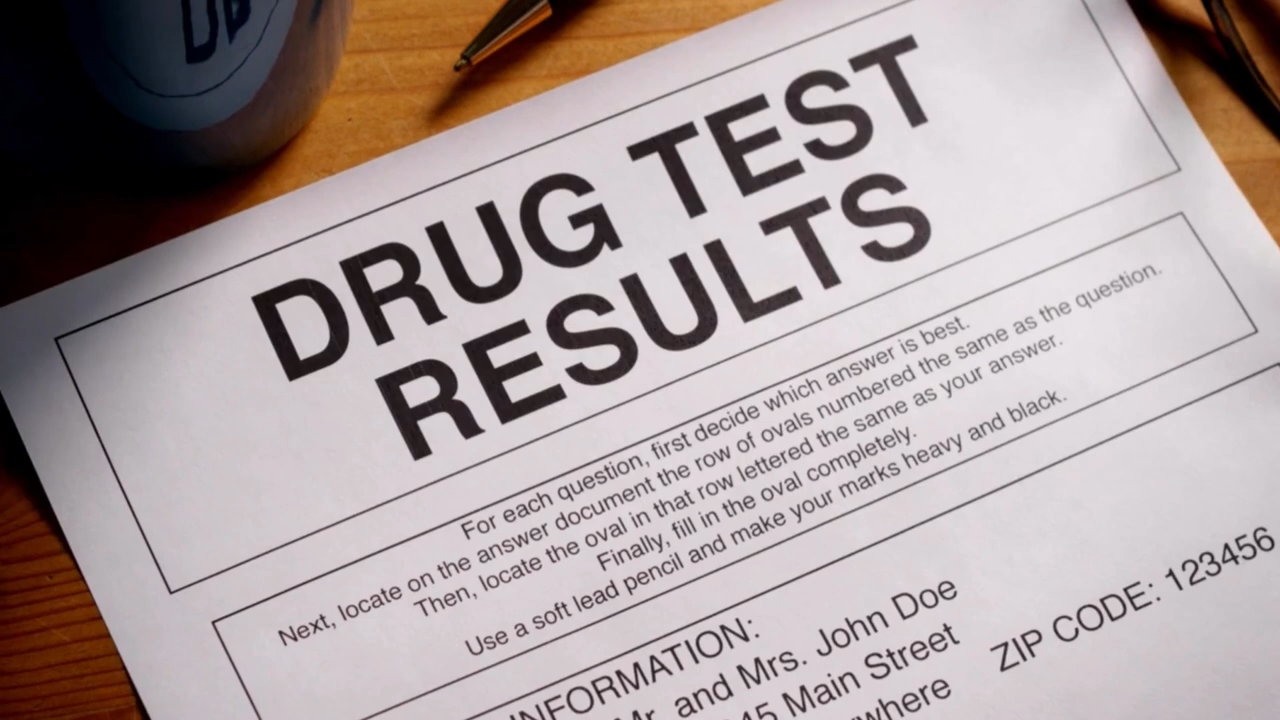 DRUG TEST
RESULTS
For each question, first decide which answer is best.
Next, locate on the answer document the row of ovals numbered the same as the question.
Then, locate the oval in that row lettered the same as your answer.
Finally, fill in the oval completely.
Use a soft lead pencil and make your marks heavy and black.
INFORMATION:
Mr. and Mrs. John Doe
45 Main Street
where
ZIP CODE: 123456